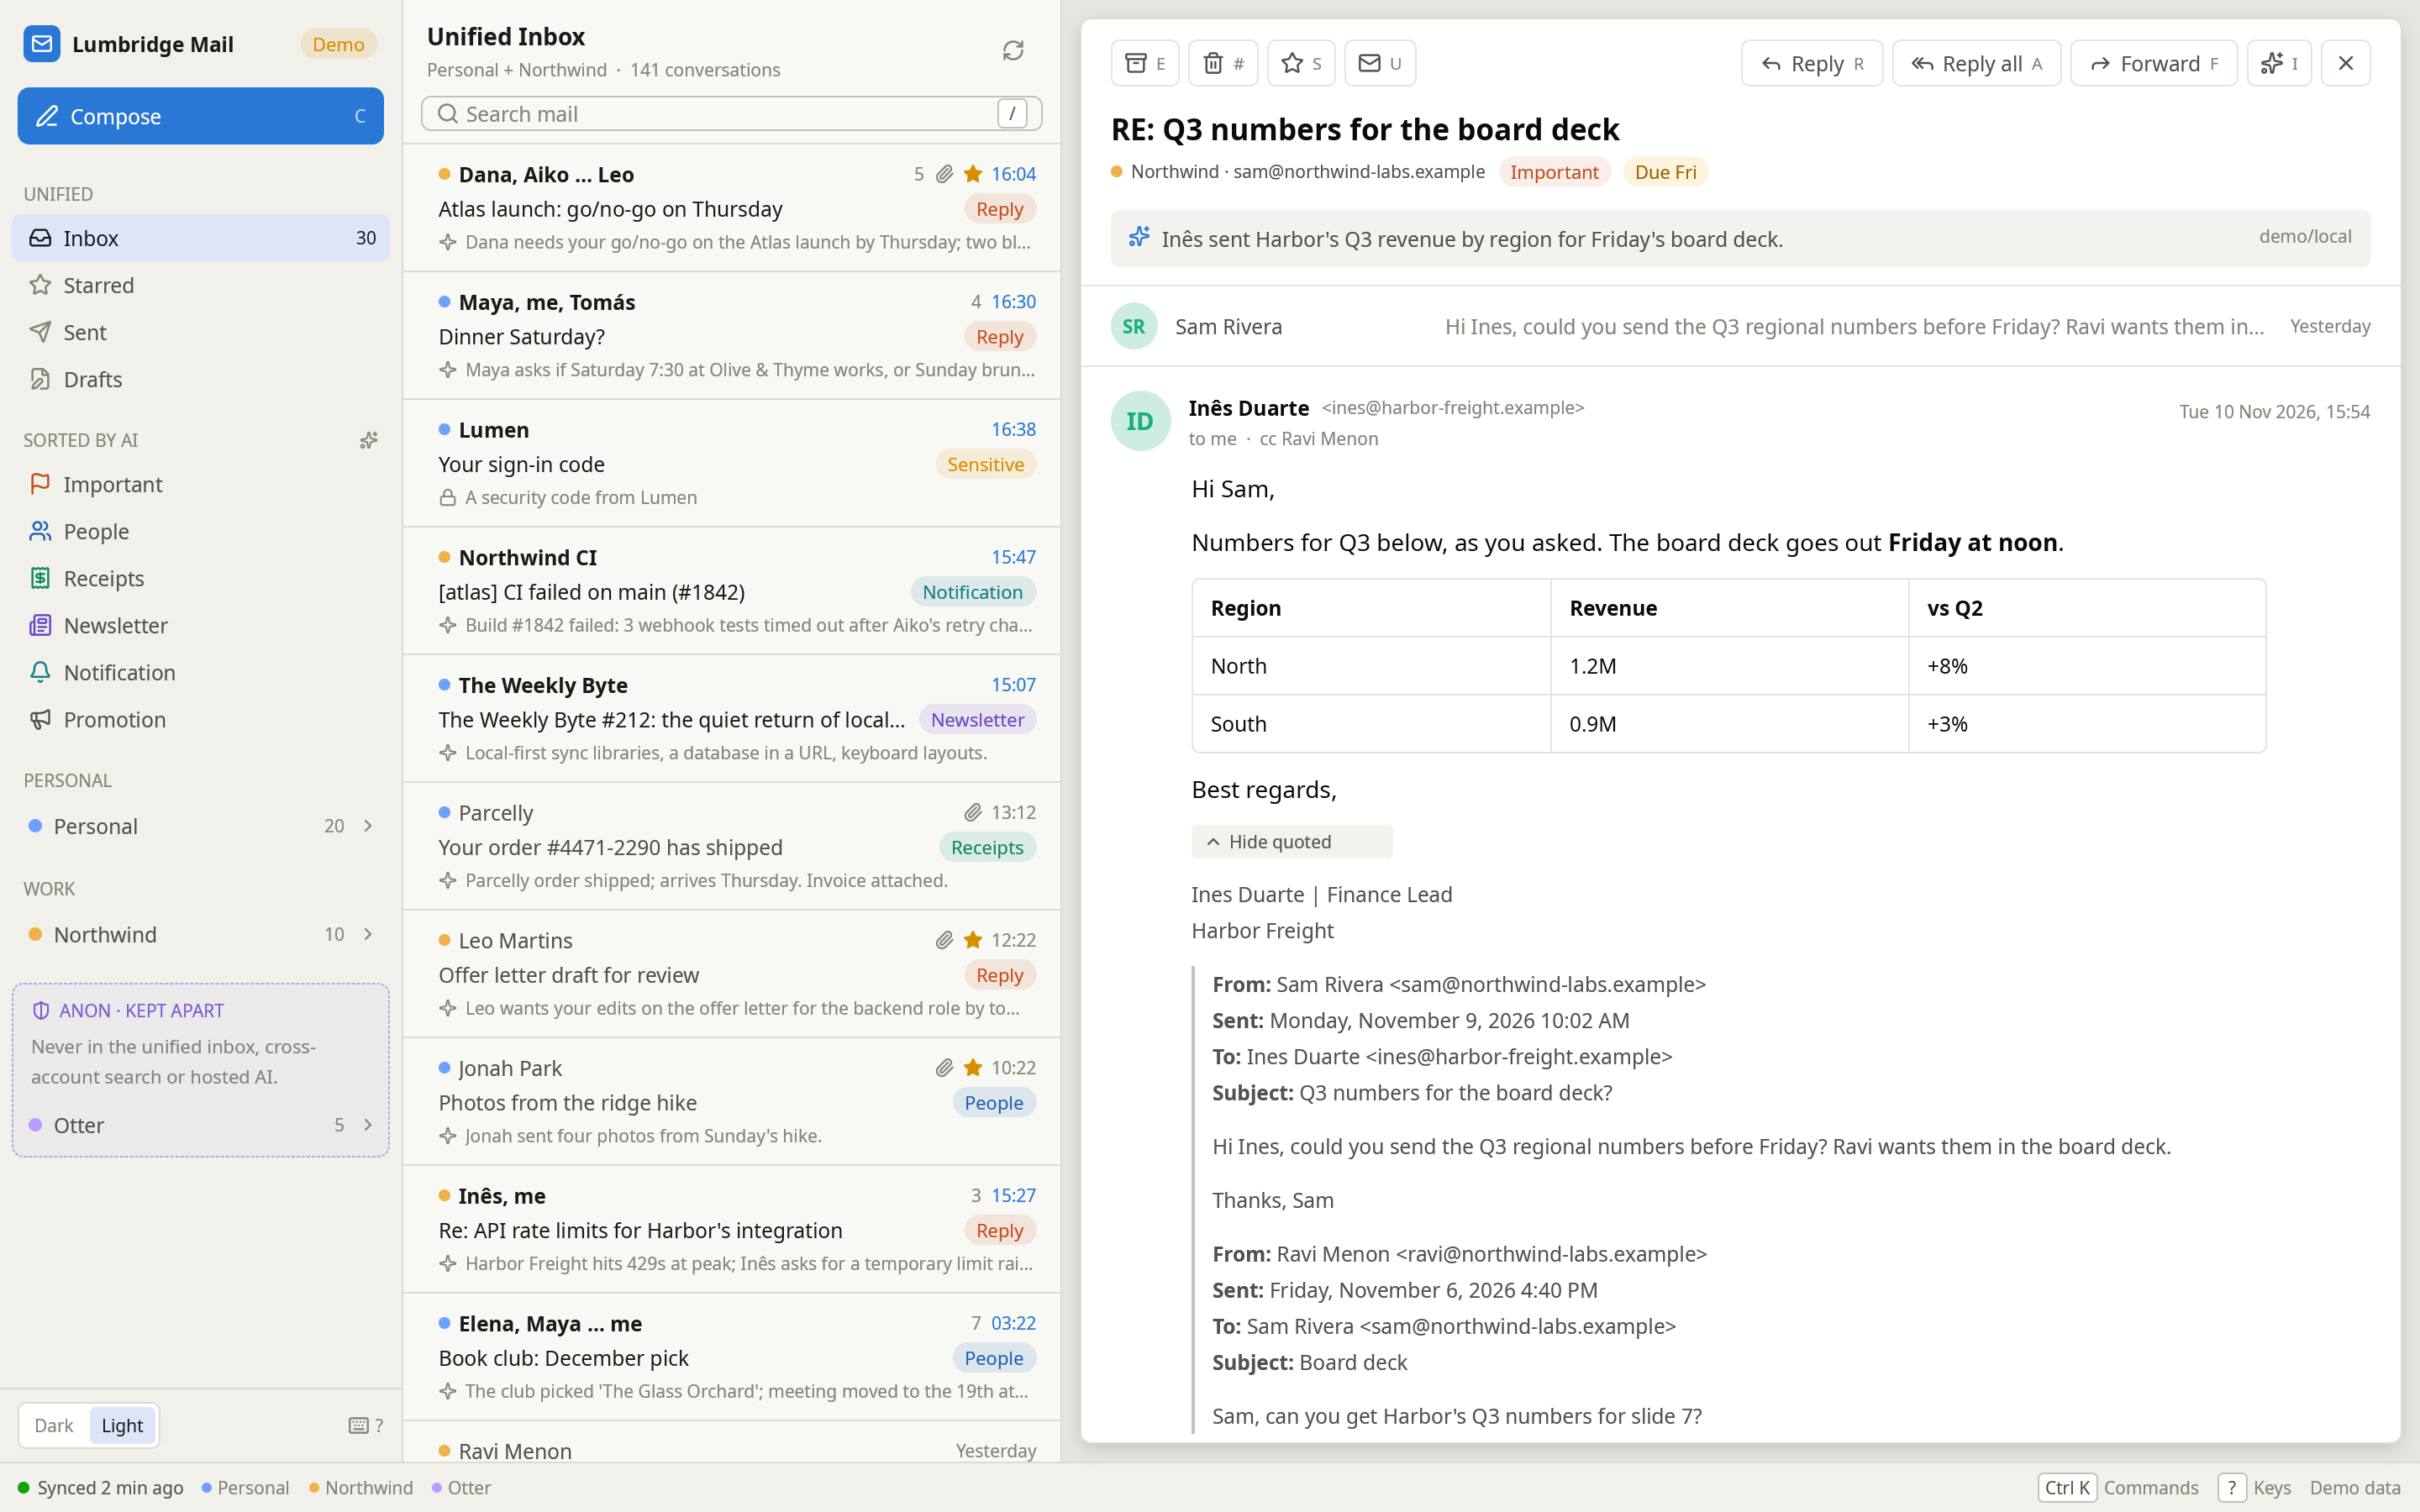 Lumbridge Mail
Demo
Compose C
UNIFIED
Inbox 30
Starred
Sent
Drafts
SORTED BY AI
Important
People
Receipts
Newsletter
Notification
Promotion
PERSONAL
Personal 20
WORK
Northwind 10
ANON · KEPT APART
Never in the unified inbox, cross-
account search or hosted AI.
Otter 5
Dark Light ?
Unified Inbox
Personal + Northwind · 141 conversations
Search mail /
Dana, Aiko ... Leo 5 16:04
Atlas launch: go/no-go on Thursday Reply
Dana needs your go/no-go on the Atlas launch by Thursday; two bl...
Maya, me, Tomás 4 16:30
Dinner Saturday? Reply
Maya asks if Saturday 7:30 at Olive & Thyme works, or Sunday brun...
Lumen 16:38
Your sign-in code Sensitive
A security code from Lumen
Northwind CI 15:47
[atlas] CI failed on main (#1842) Notification
Build #1842 failed: 3 webhook tests timed out after Aiko's retry cha...
The Weekly Byte 15:07
The Weekly Byte #212: the quiet return of local... Newsletter
Local-first sync libraries, a database in a URL, keyboard layouts.
Parcelly 13:12
Your order #4471-2290 has shipped Receipts
Parcelly order shipped; arrives Thursday. Invoice attached.
Leo Martins 12:22
Offer letter draft for review Reply
Leo wants your edits on the offer letter for the backend role by to...
Jonah Park 10:22
Photos from the ridge hike People
Jonah sent four photos from Sunday's hike.
Inês, me 3 15:27
Re: API rate limits for Harbor's integration Reply
Harbor Freight hits 429s at peak; Inês asks for a temporary limit rai...
Elena, Maya ... me 7 03:22
Book club: December pick People
The club picked 'The Glass Orchard'; meeting moved to the 19th at...
Ravi Menon Yesterday
E # S U Reply R Reply all A Forward F I
RE: Q3 numbers for the board deck
Northwind · sam@northwind-labs.example Important Due Fri
Inês sent Harbor's Q3 revenue by region for Friday's board deck. demo/local
SR Sam Rivera Hi Ines, could you send the Q3 regional numbers before Friday? Ravi wants them in... Yesterday
ID Inês Duarte <ines@harbor-freight.example> Tue 10 Nov 2026, 15:54
to me · cc Ravi Menon
Hi Sam,
Numbers for Q3 below, as you asked. The board deck goes out Friday at noon.
Region Revenue vs Q2
North 1.2M +8%
South 0.9M +3%
Best regards,
Hide quoted
Ines Duarte | Finance Lead
Harbor Freight
From: Sam Rivera <sam@northwind-labs.example>
Sent: Monday, November 9, 2026 10:02 AM
To: Ines Duarte <ines@harbor-freight.example>
Subject: Q3 numbers for the board deck?
Hi Ines, could you send the Q3 regional numbers before Friday? Ravi wants them in the board deck.
Thanks, Sam
From: Ravi Menon <ravi@northwind-labs.example>
Sent: Friday, November 6, 2026 4:40 PM
To: Sam Rivera <sam@northwind-labs.example>
Subject: Board deck
Sam, can you get Harbor's Q3 numbers for slide 7?
Synced 2 min ago Personal Northwind Otter
Ctrl K Commands ? Keys Demo data